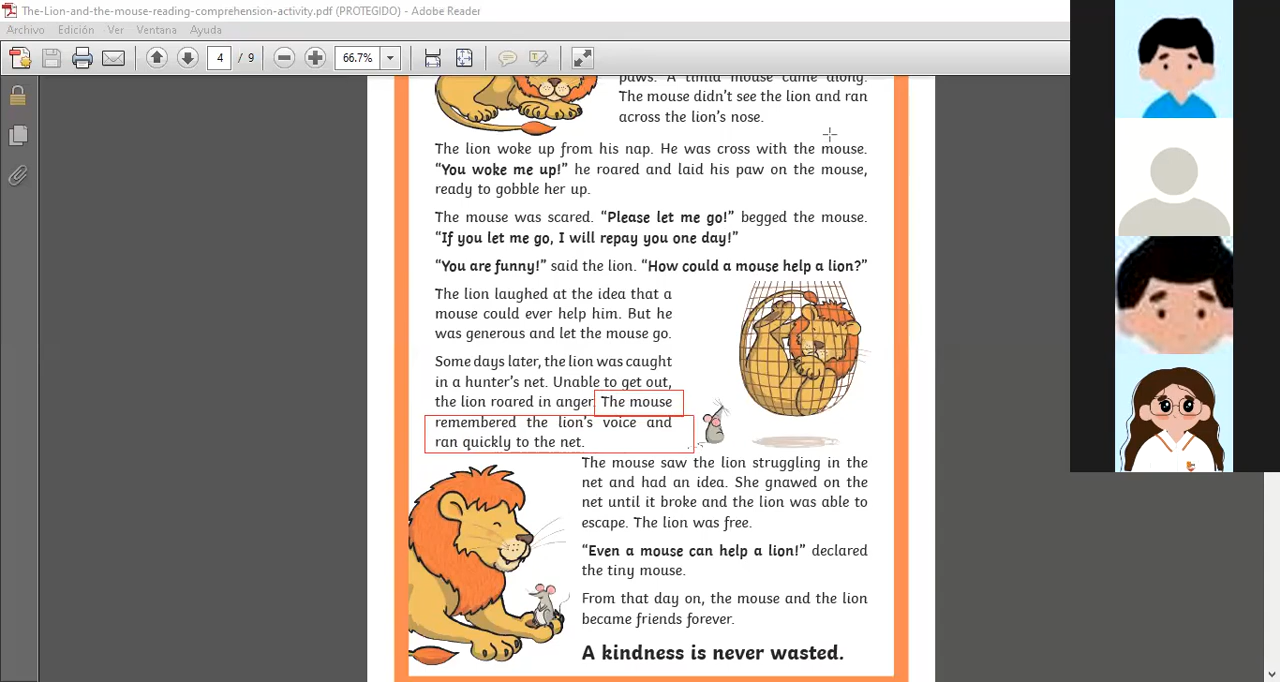 The-Lion-and-the-mouse-reading-comprehension-activity.pdf (PROTEGIDO) - Adobe Reader
Archivo Edición Ver Ventana Ayuda
4 / 9 66.7%
paws. A timid mouse came along.
The mouse didn't see the lion and ran
across the lion's nose.
The lion woke up from his nap. He was cross with the mouse.
"You woke me up!" he roared and laid his paw on the mouse,
ready to gobble her up.
The mouse was scared. "Please let me go!" begged the mouse.
"If you let me go, I will repay you one day!"
"You are funny!" said the lion. "How could a mouse help a lion?"
The lion laughed at the idea that a
mouse could ever help him. But he
was generous and let the mouse go.
Some days later, the lion was caught
in a hunter's net. Unable to get out,
the lion roared in anger. The mouse
remembered the lion's voice and
ran quickly to the net.
The mouse saw the lion struggling in the
net and had an idea. She gnawed on the
net until it broke and the lion was able to
escape. The lion was free.
"Even a mouse can help a lion!" declared
the tiny mouse.
From that day on, the mouse and the lion
became friends forever.
A kindness is never wasted.